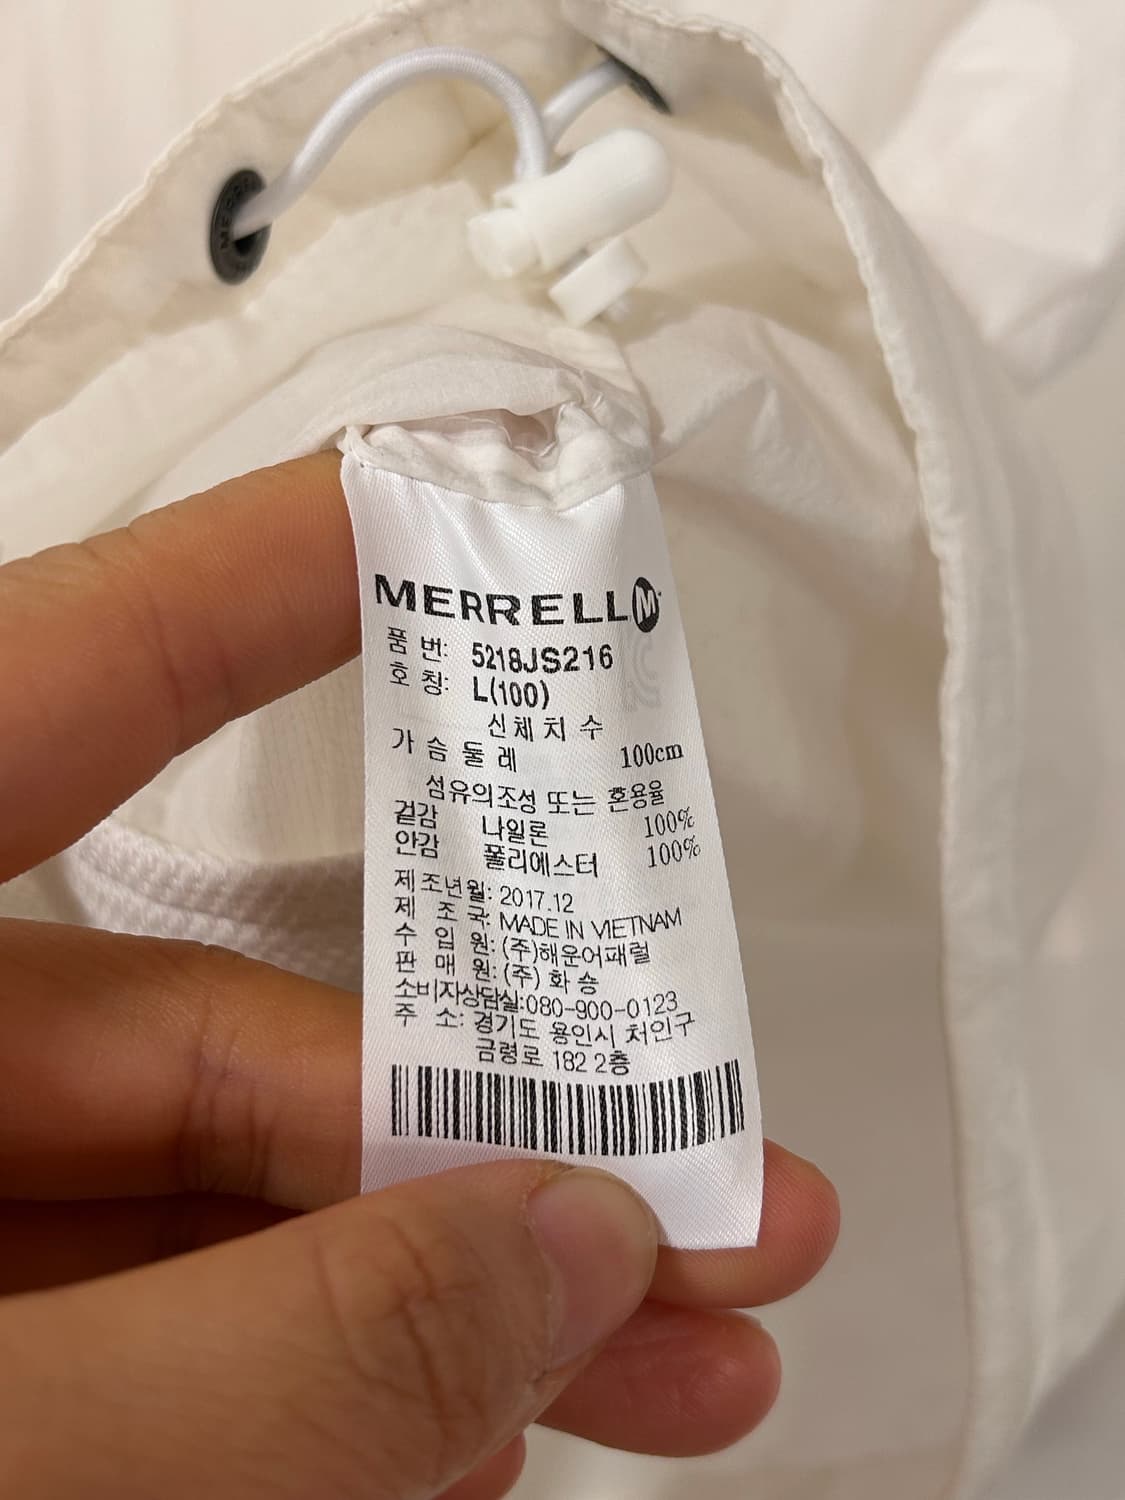 MERRELL M
품 번: 5218JS216
호 칭: L(100)
신체 치 수
가 슴 둘 레 100cm
섬유의조성 또는 혼용율
겉감 나일론 100%
안감 폴리에스터 100%
제 조년월: 2017.12
제 조 국: MADE IN VIETNAM
수 입 원: (주)해운어패럴
판 매 원: (주) 화 승
소비자상담실:080-900-0123
주 소: 경기도 용인시 처인구
금령로 182 2층